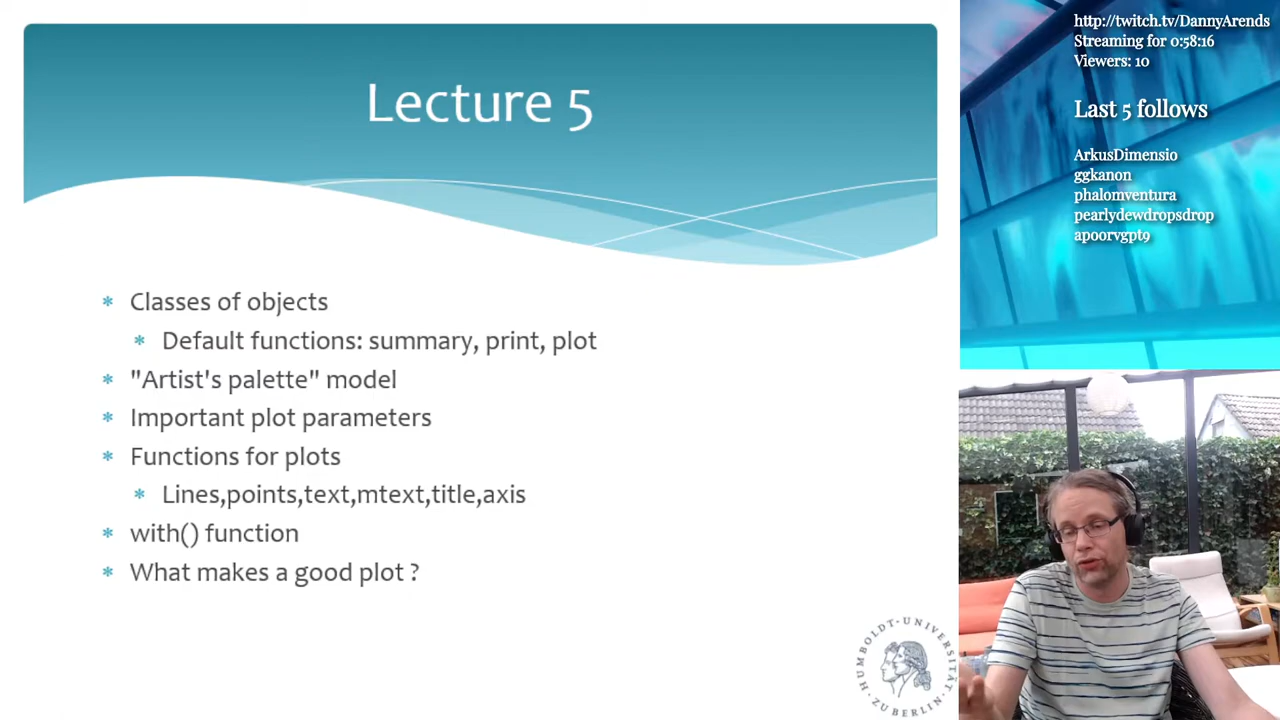 Lecture 5
Classes of objects
Default functions: summary, print, plot
"Artist's palette" model
Important plot parameters
Functions for plots
Lines,points,text,mtext,title,axis
with() function
What makes a good plot ?
HUMBOLDT-UNIVERSITÄT
ZU BERLIN
http://twitch.tv/DannyArends
Streaming for 0:58:16
Viewers: 10
Last 5 follows
ArkusDimensio
ggkanon
phalomventura
pearlydewdropsdrop
apoorvgpt9